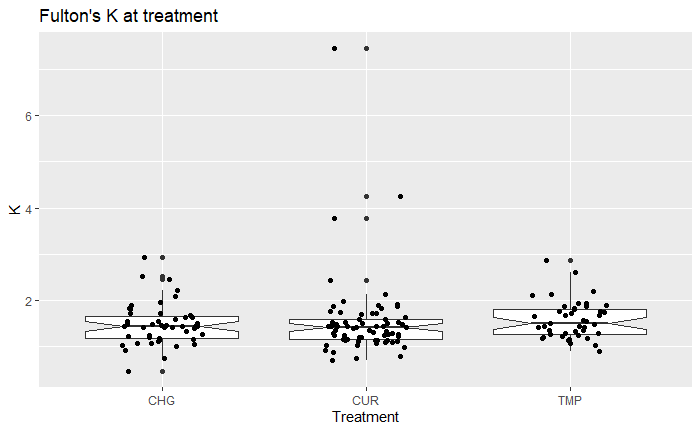 Fulton's K at treatment
K
6
4
2
CHG CUR TMP
Treatment